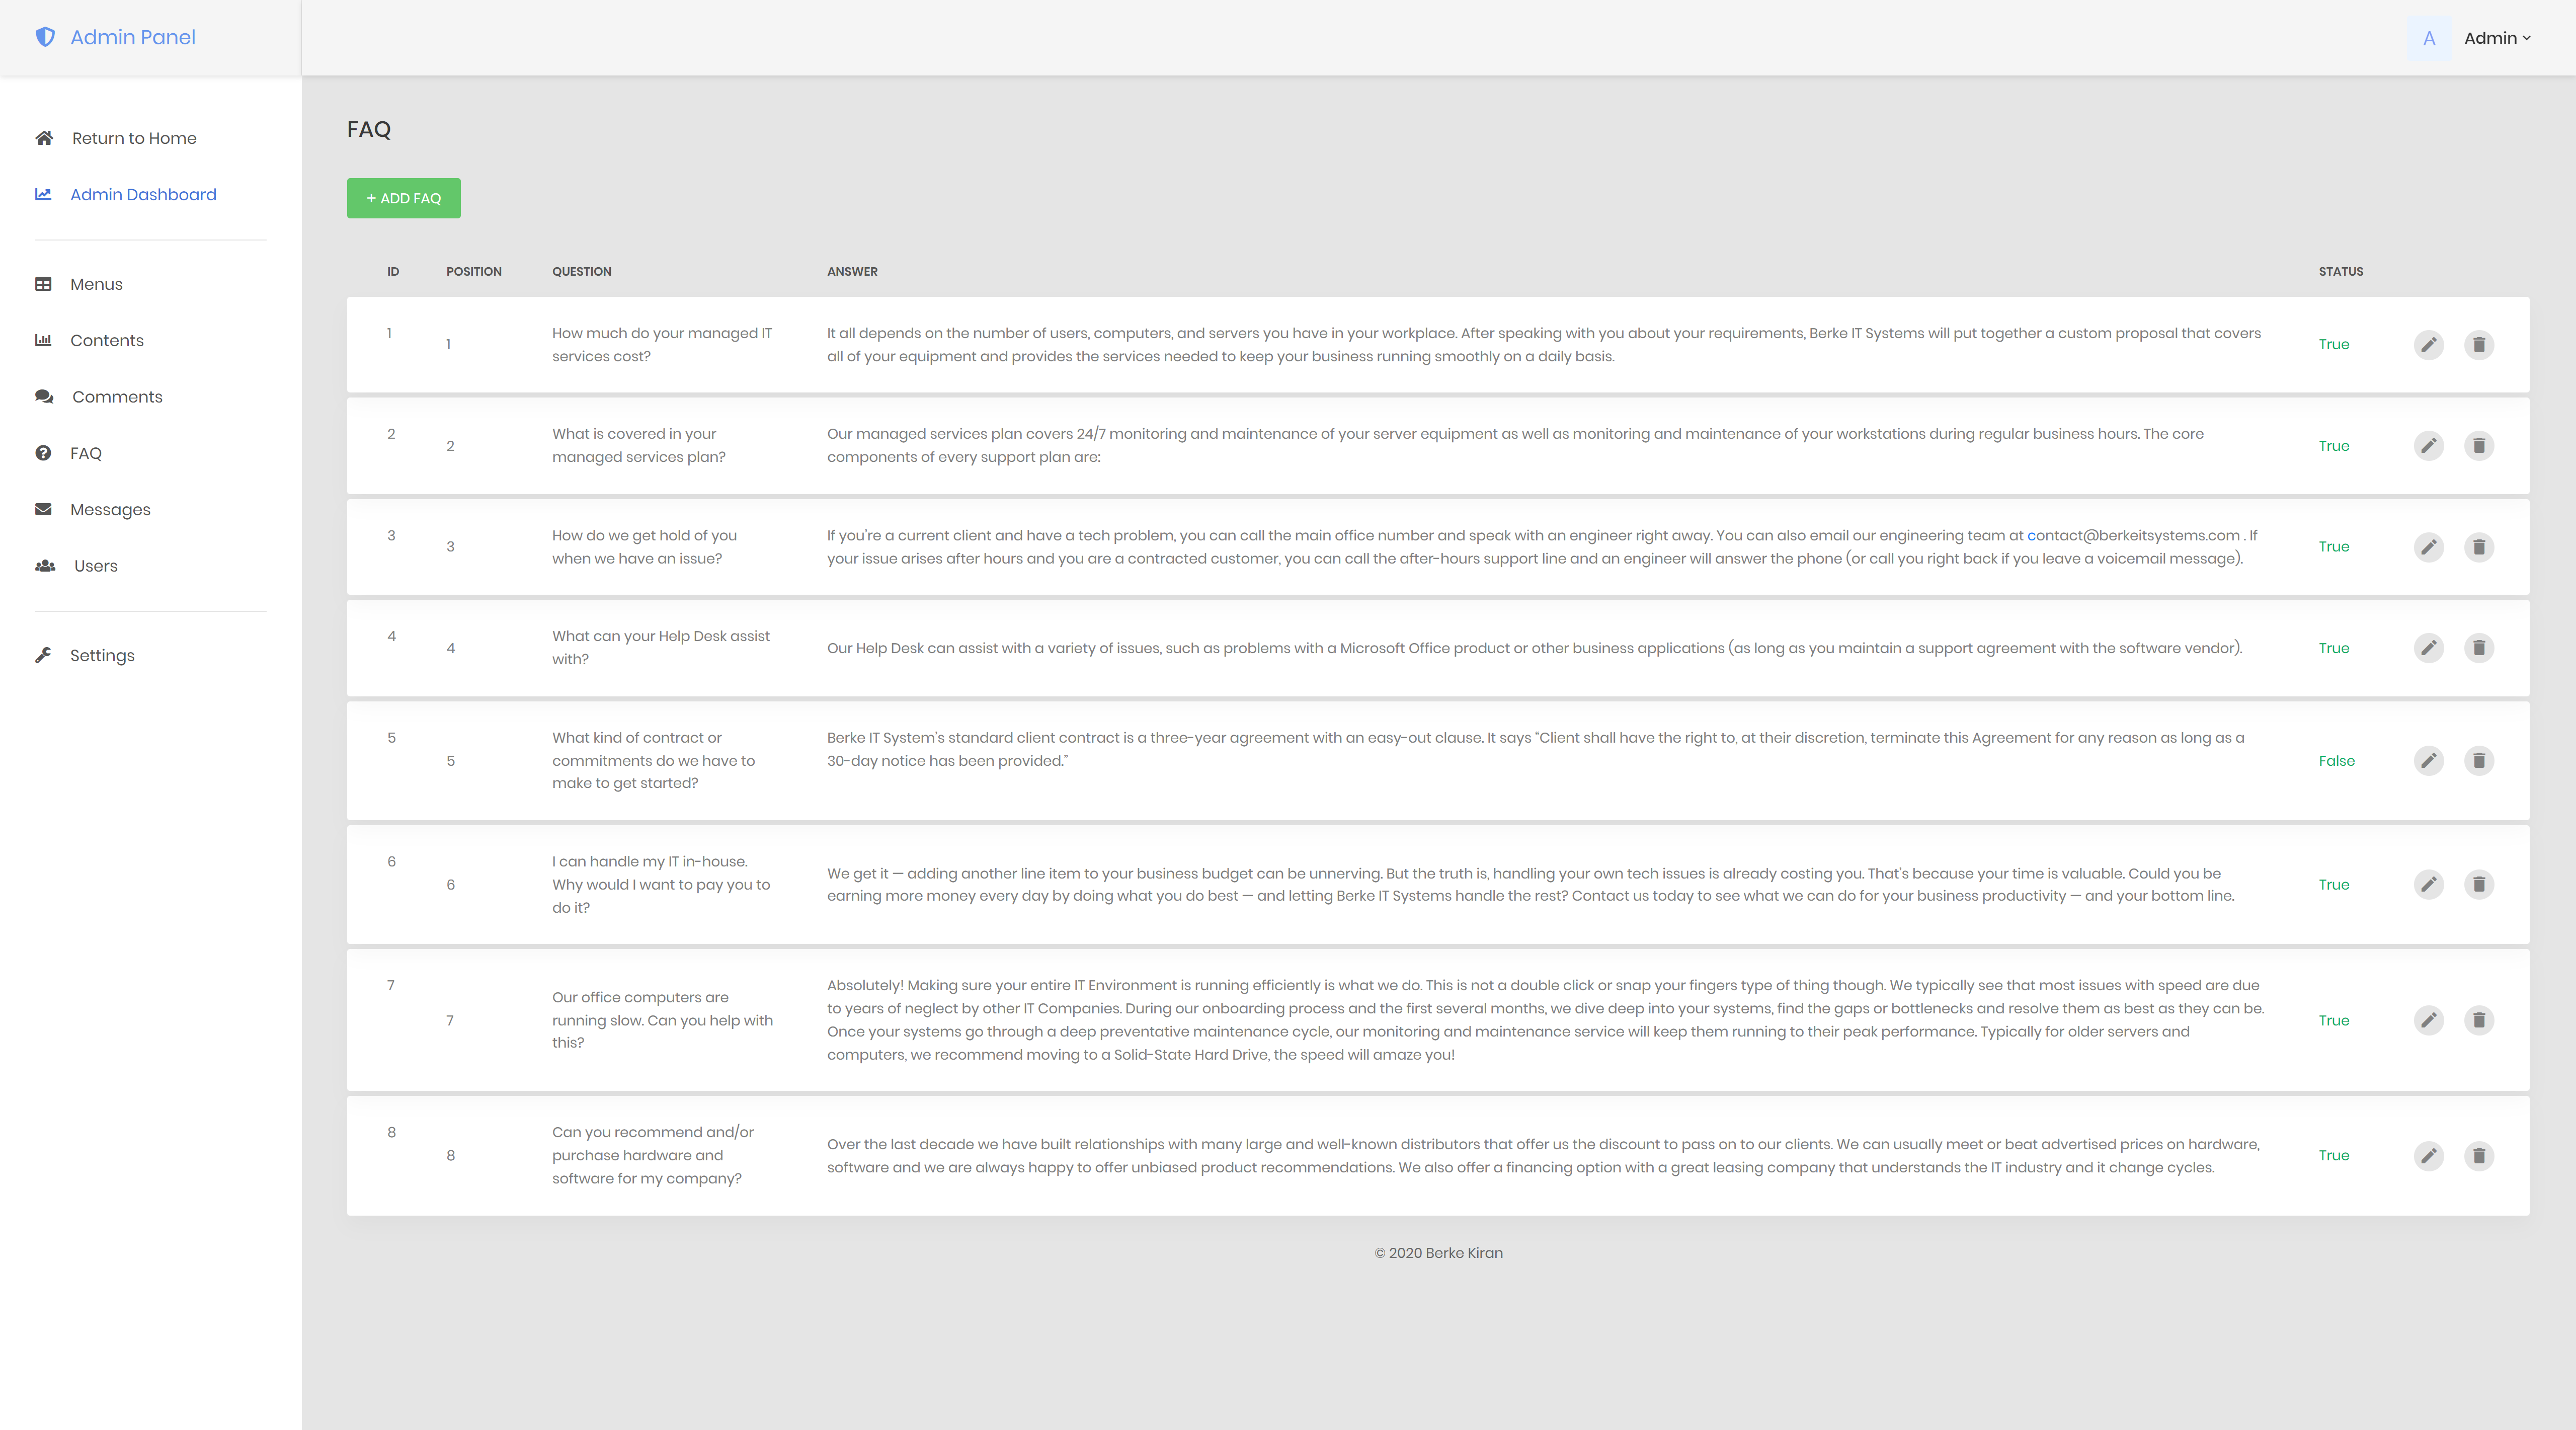 Admin Panel
A
Admin
Return to Home
Admin Dashboard
Menus
Contents
Comments
FAQ
Messages
Users
Settings
FAQ
+ ADD FAQ
ID POSITION QUESTION ANSWER STATUS
1
1
How much do your managed IT
services cost?
It all depends on the number of users, computers, and servers you have in your workplace. After speaking with you about your requirements, Berke IT Systems will put together a custom proposal that covers
all of your equipment and provides the services needed to keep your business running smoothly on a daily basis.
True
2
2
What is covered in your
managed services plan?
Our managed services plan covers 24/7 monitoring and maintenance of your server equipment as well as monitoring and maintenance of your workstations during regular business hours. The core
components of every support plan are:
True
3
3
How do we get hold of you
when we have an issue?
If you're a current client and have a tech problem, you can call the main office number and speak with an engineer right away. You can also email our engineering team at contact@berkeitsystems.com . If
your issue arises after hours and you are a contracted customer, you can call the after-hours support line and an engineer will answer the phone (or call you right back if you leave a voicemail message).
True
4
4
What can your Help Desk assist
with?
Our Help Desk can assist with a variety of issues, such as problems with a Microsoft Office product or other business applications (as long as you maintain a support agreement with the software vendor).
True
5
5
What kind of contract or
commitments do we have to
make to get started?
Berke IT System's standard client contract is a three-year agreement with an easy-out clause. It says “Client shall have the right to, at their discretion, terminate this Agreement for any reason as long as a
30-day notice has been provided.”
False
6
6
I can handle my IT in-house.
Why would I want to pay you to
do it?
We get it — adding another line item to your business budget can be unnerving. But the truth is, handling your own tech issues is already costing you. That's because your time is valuable. Could you be
earning more money every day by doing what you do best — and letting Berke IT Systems handle the rest? Contact us today to see what we can do for your business productivity — and your bottom line.
True
7
7
Our office computers are
running slow. Can you help with
this?
Absolutely! Making sure your entire IT Environment is running efficiently is what we do. This is not a double click or snap your fingers type of thing though. We typically see that most issues with speed are due
to years of neglect by other IT Companies. During our onboarding process and the first several months, we dive deep into your systems, find the gaps or bottlenecks and resolve them as best as they can be.
Once your systems go through a deep preventative maintenance cycle, our monitoring and maintenance service will keep them running to their peak performance. Typically for older servers and
computers, we recommend moving to a Solid-State Hard Drive, the speed will amaze you!
True
8
8
Can you recommend and/or
purchase hardware and
software for my company?
Over the last decade we have built relationships with many large and well-known distributors that offer us the discount to pass on to our clients. We can usually meet or beat advertised prices on hardware,
software and we are always happy to offer unbiased product recommendations. We also offer a financing option with a great leasing company that understands the IT industry and it change cycles.
True
© 2020 Berke Kiran